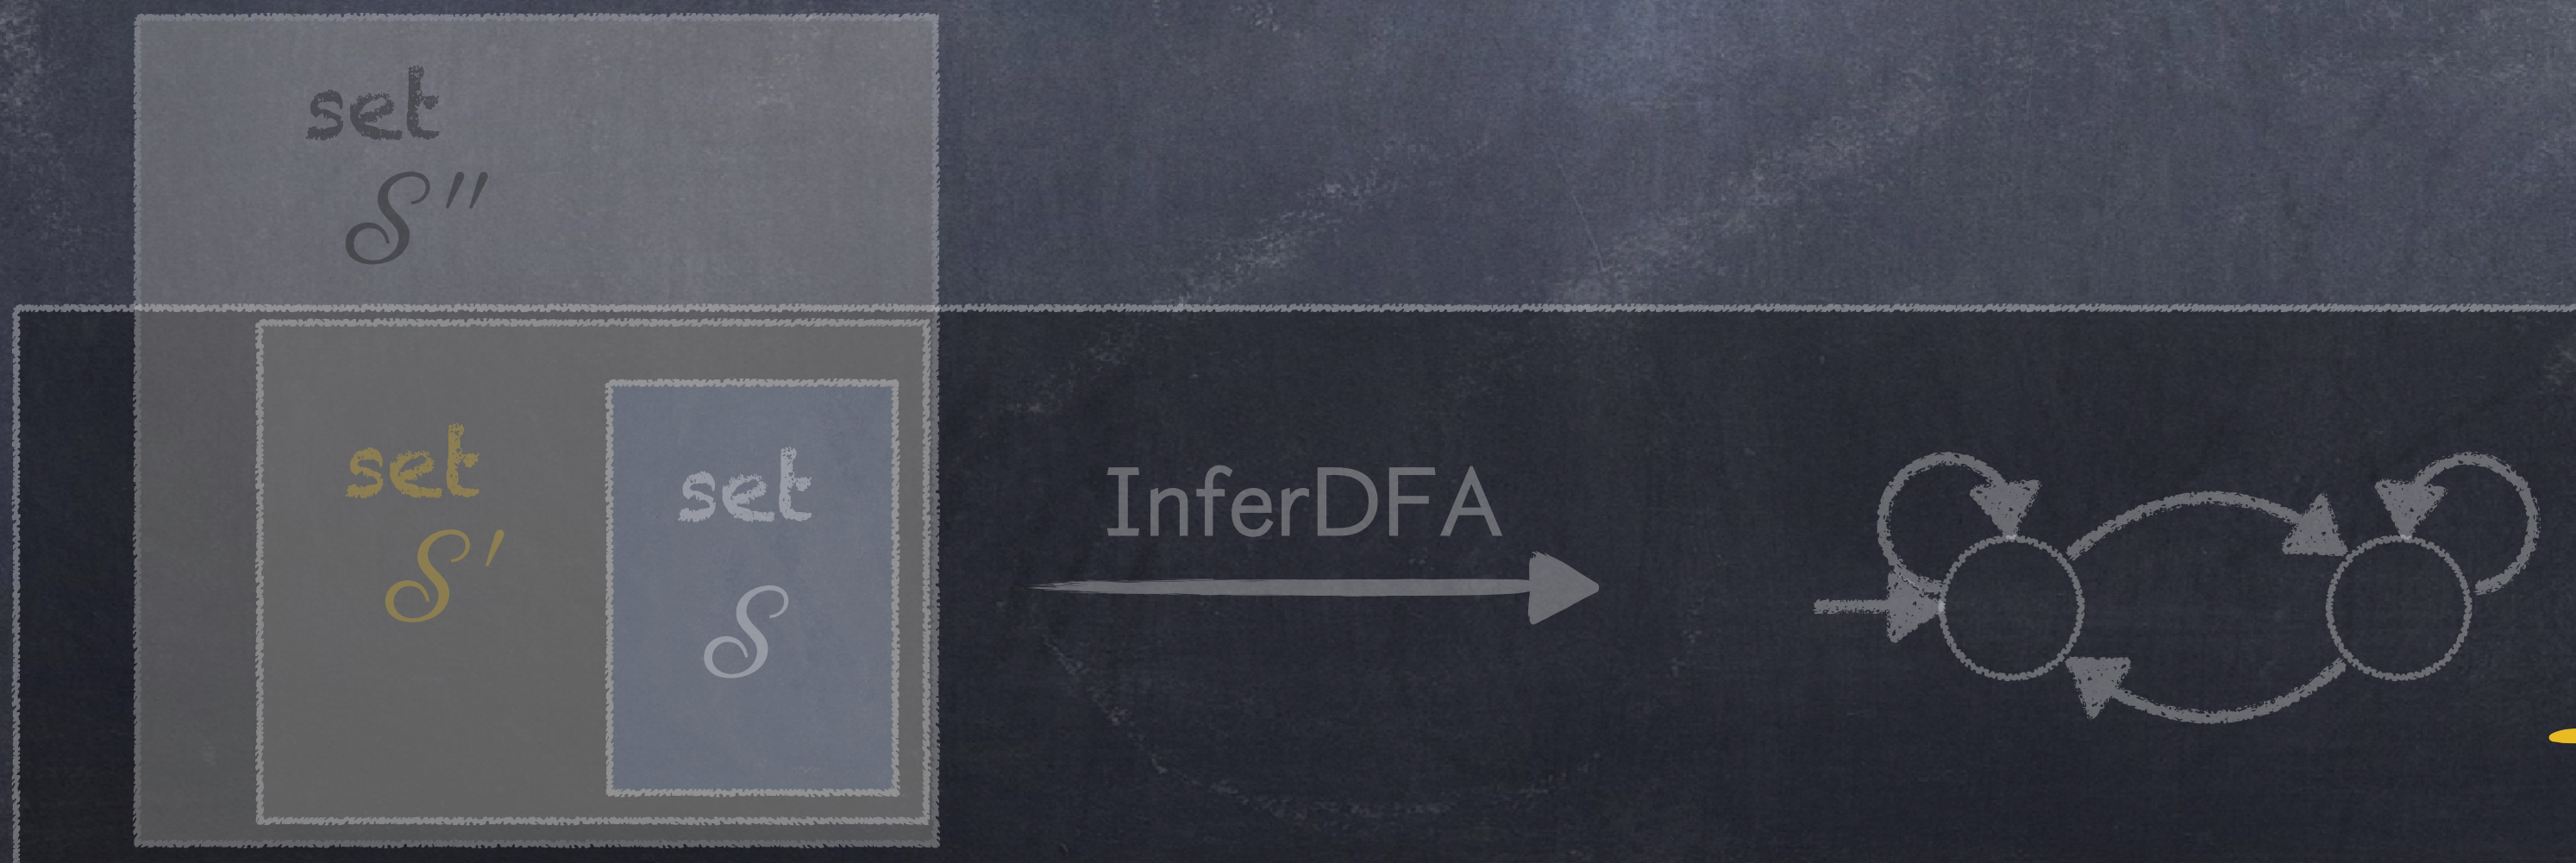 set
S″
set
S′
set
S
InferDFA